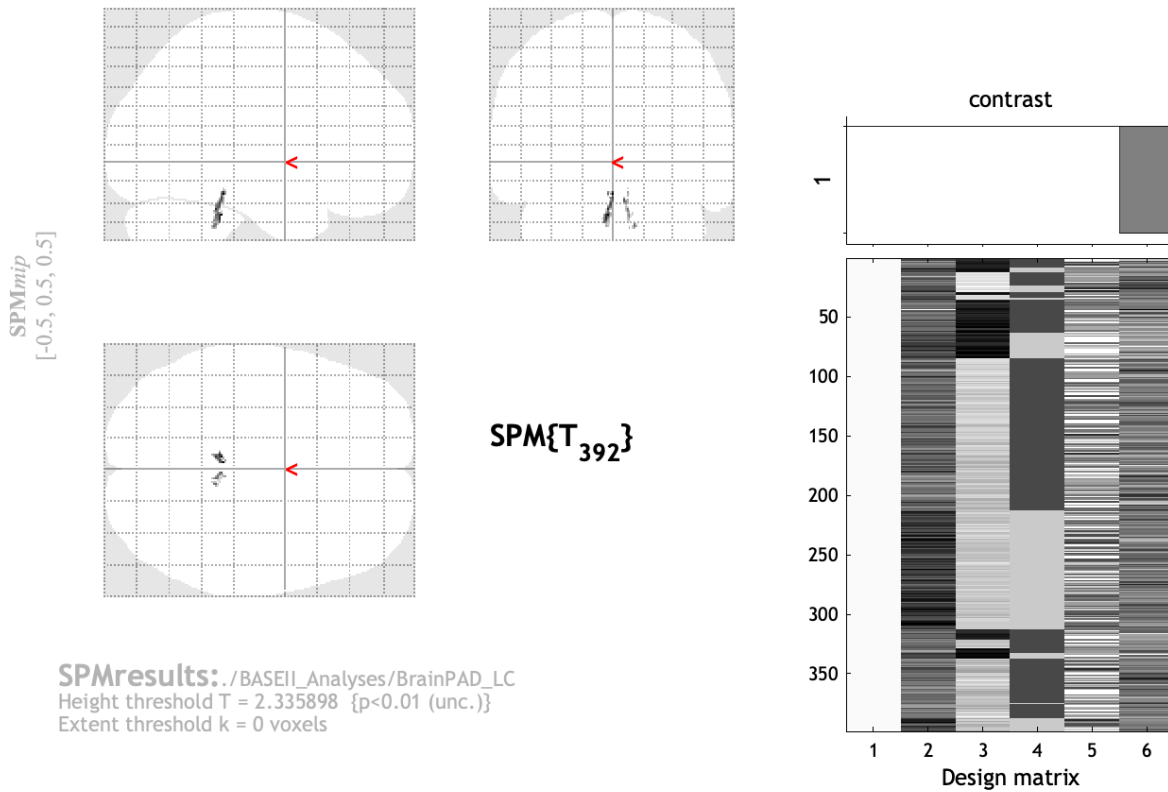 contrast
1
SPMmip
[-0.5, 0.5, 0.5]
<
<
<
SPM{T392}
50
100
150
200
250
300
350
1 2 3 4 5 6
Design matrix
SPMresults: ./BASEII_Analyses/BrainPAD_LC
Height threshold T = 2.335898 {p<0.01 (unc.)}
Extent threshold k = 0 voxels